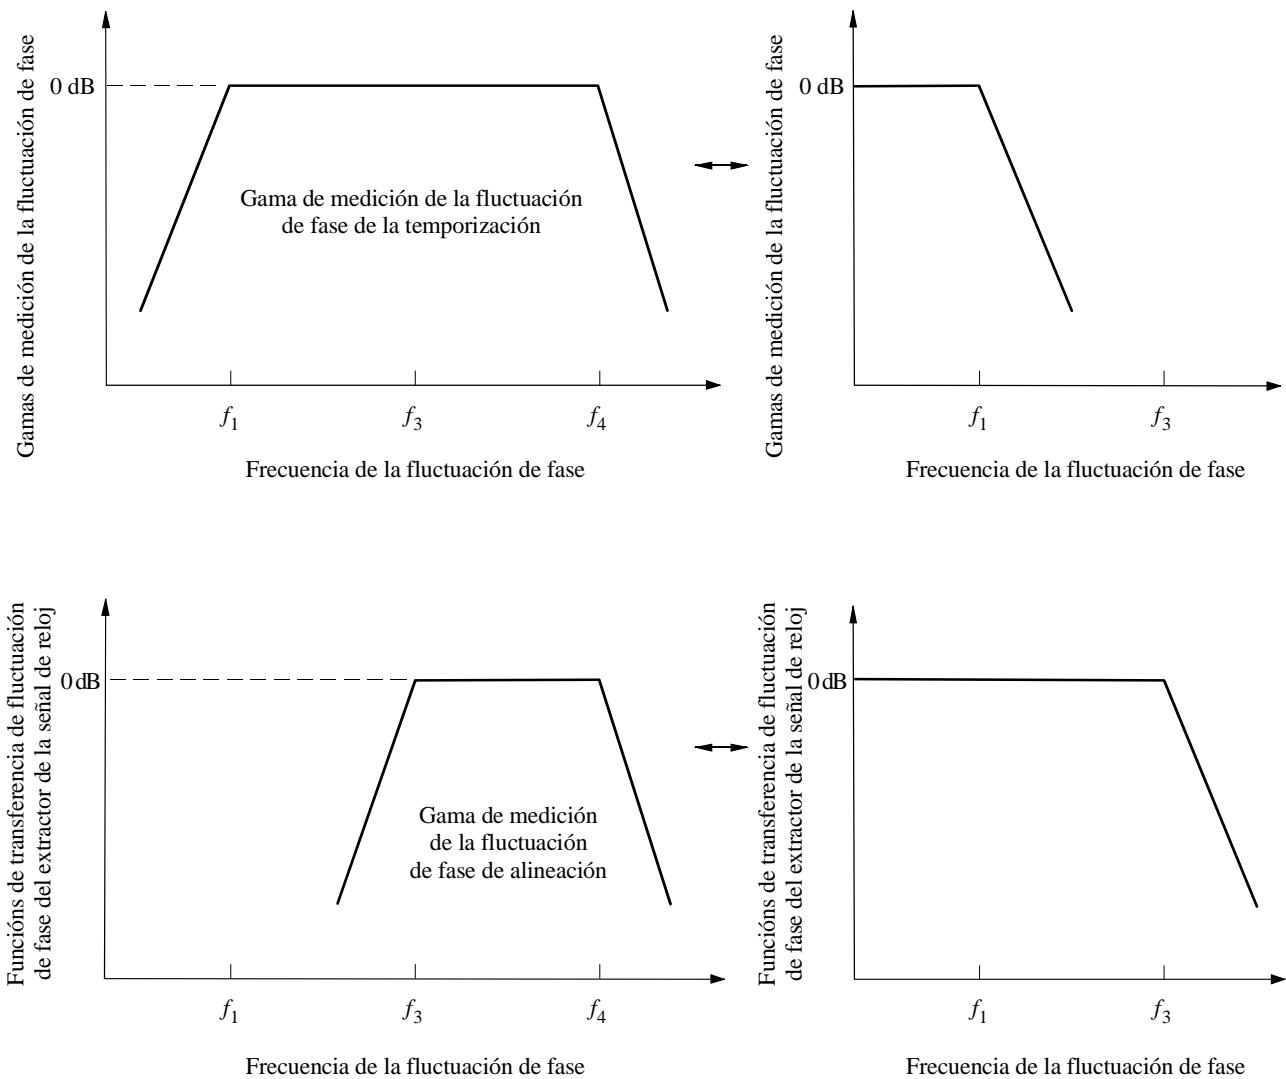 Gamas de medición de la fluctuación de fase
0 dB
Gama de medición de la fluctuación
de fase de la temporización
f1
f3
f4
Frecuencia de la fluctuación de fase
Gamas de medición de la fluctuación de fase
0 dB
f1
f3
Frecuencia de la fluctuación de fase
Funcións de transferencia de fluctuación
de fase del extractor de la señal de reloj
0 dB
Gama de medición
de la fluctuación
de fase de alineación
f1
f3
f4
Frecuencia de la fluctuación de fase
Funcións de transferencia de fluctuación
de fase del extractor de la señal de reloj
0 dB
f1
f3
Frecuencia de la fluctuación de fase